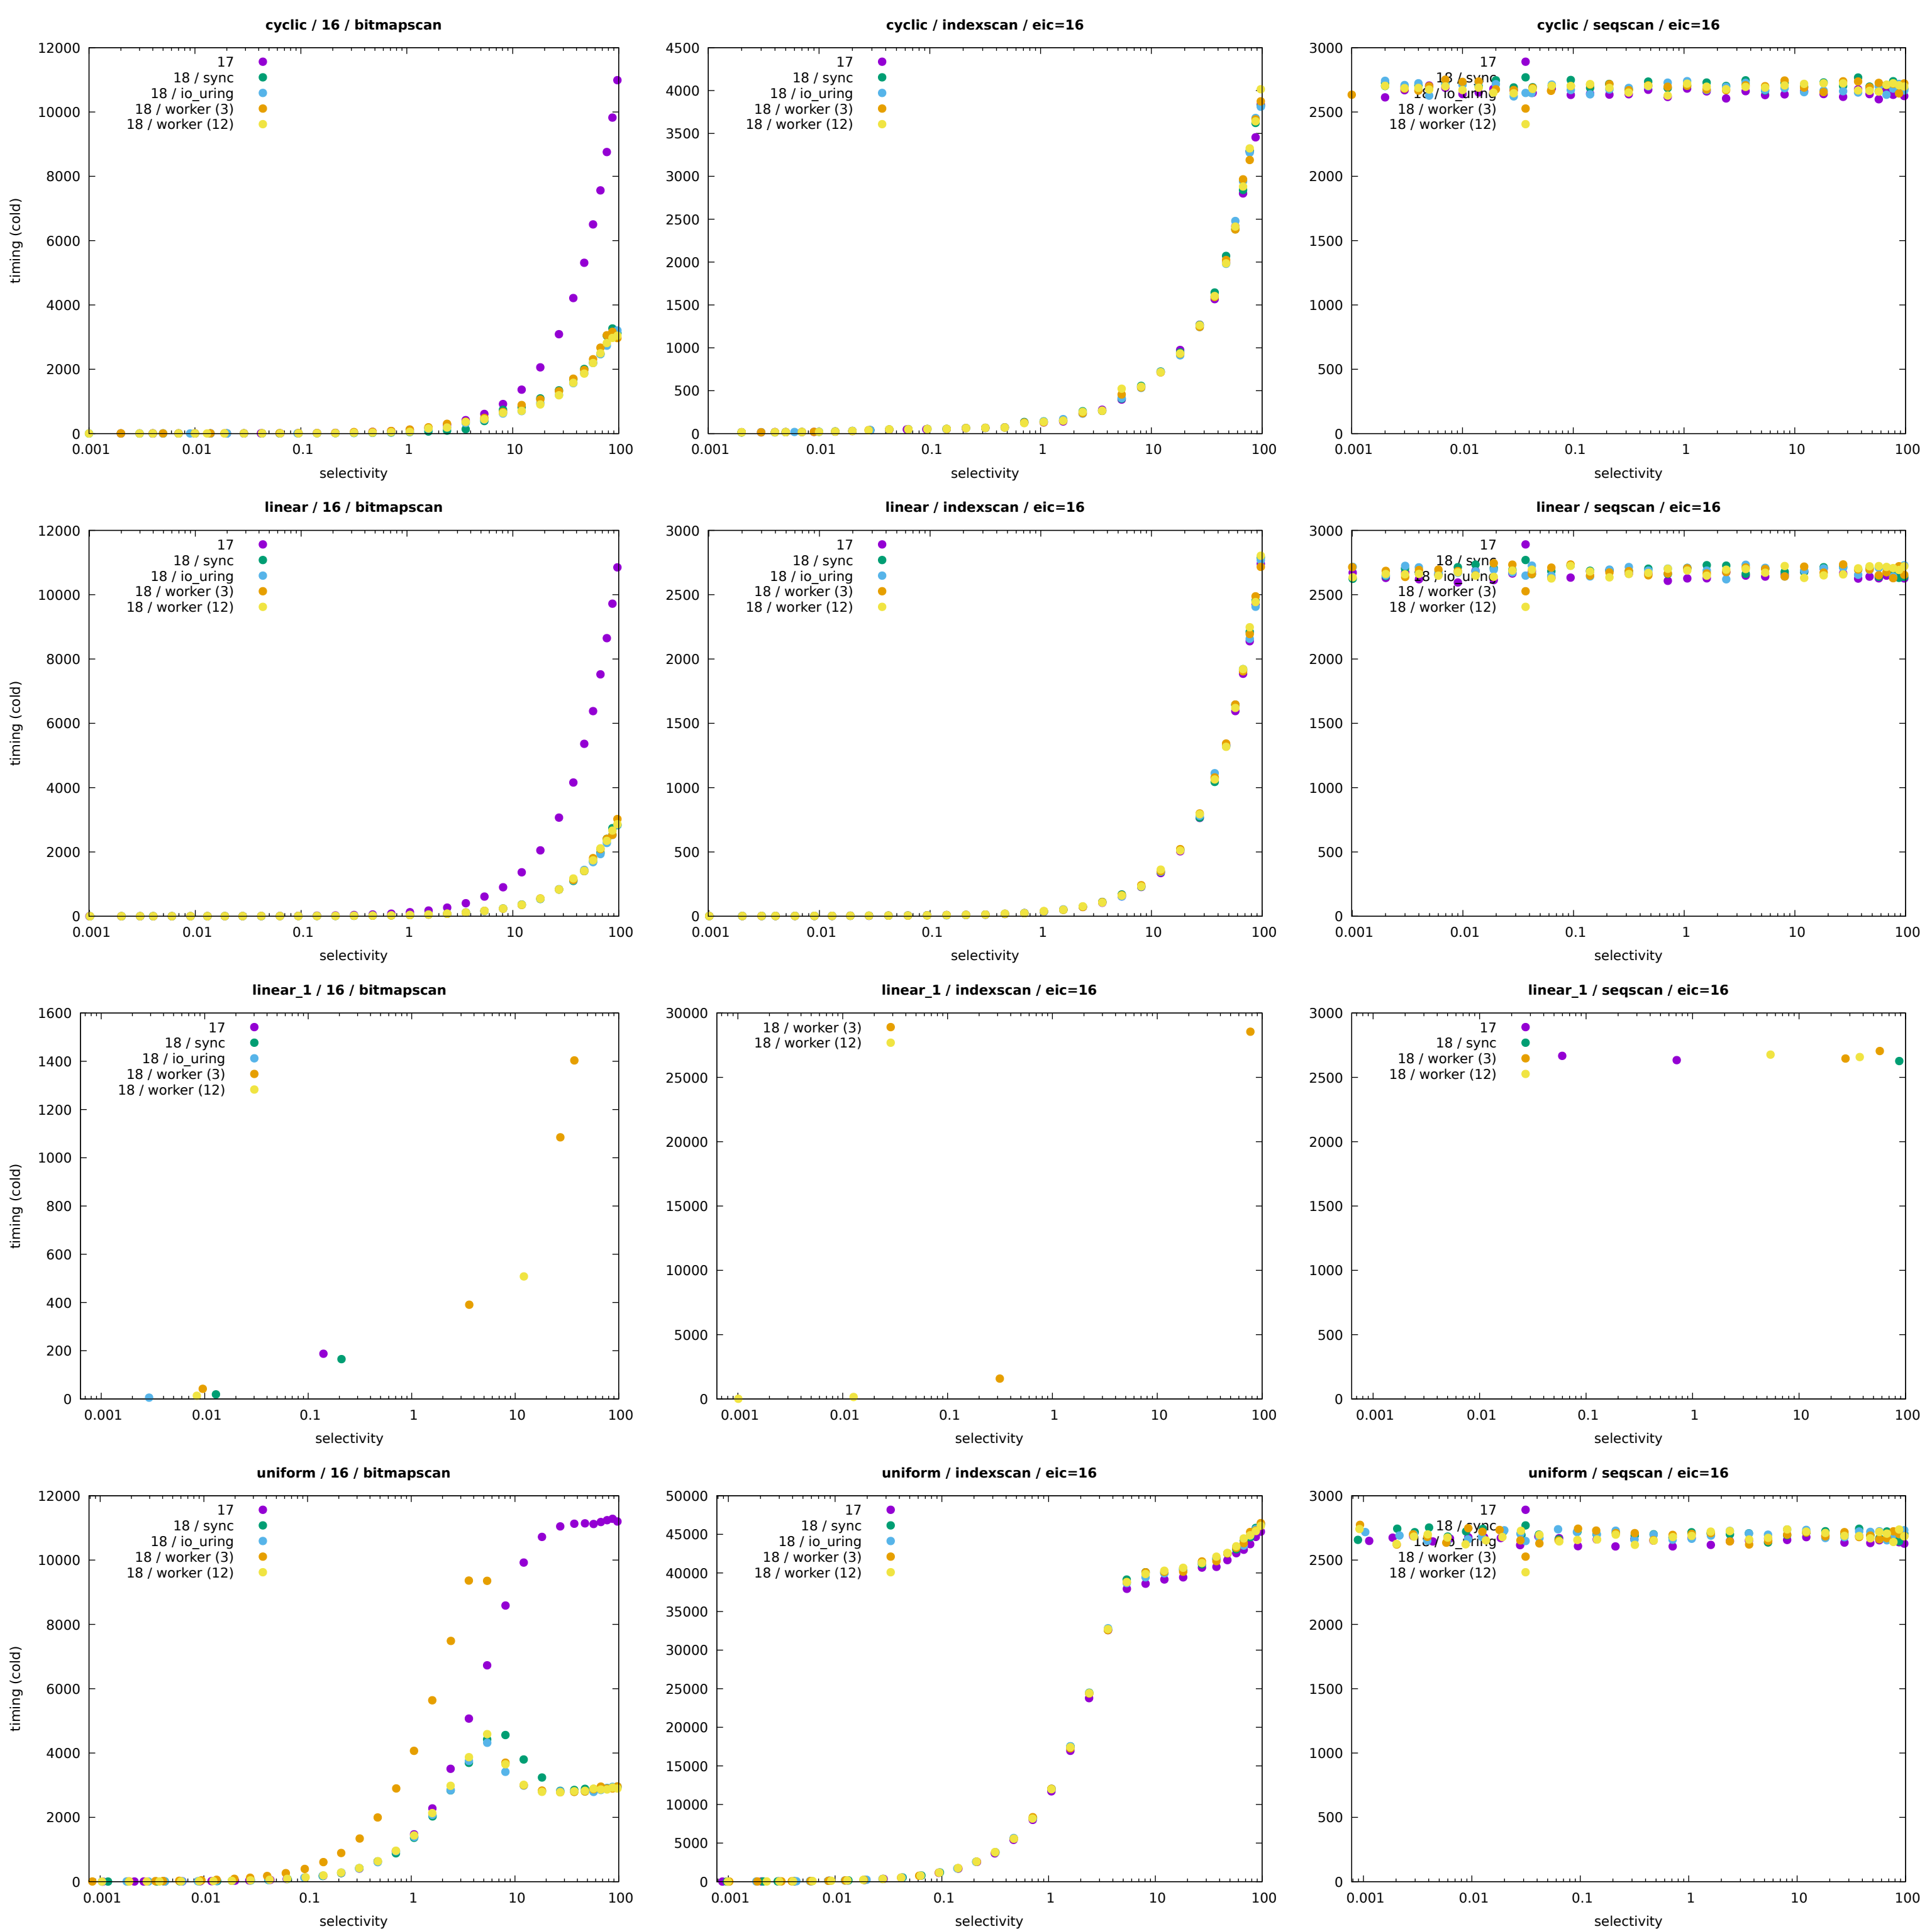 cyclic / 16 / bitmapscan
timing (cold)
12000
10000
8000
6000
4000
2000
0
17
18 / sync
18 / io_uring
18 / worker (3)
18 / worker (12)
0.001 0.01 0.1 1 10 100
selectivity
cyclic / indexscan / eic=16
4500
4000
3500
3000
2500
2000
1500
1000
500
0
17
18 / sync
18 / io_uring
18 / worker (3)
18 / worker (12)
0.001 0.01 0.1 1 10 100
selectivity
cyclic / seqscan / eic=16
3000
2500
2000
1500
1000
500
0
17
18 / sync
18 / io_uring
18 / worker (3)
18 / worker (12)
0.001 0.01 0.1 1 10 100
selectivity
linear / 16 / bitmapscan
timing (cold)
12000
10000
8000
6000
4000
2000
0
17
18 / sync
18 / io_uring
18 / worker (3)
18 / worker (12)
0.001 0.01 0.1 1 10 100
selectivity
linear / indexscan / eic=16
3000
2500
2000
1500
1000
500
0
17
18 / sync
18 / io_uring
18 / worker (3)
18 / worker (12)
0.001 0.01 0.1 1 10 100
selectivity
linear / seqscan / eic=16
3000
2500
2000
1500
1000
500
0
17
18 / sync
18 / io_uring
18 / worker (3)
18 / worker (12)
0.001 0.01 0.1 1 10 100
selectivity
linear_1 / 16 / bitmapscan
timing (cold)
1600
1400
1200
1000
800
600
400
200
0
17
18 / sync
18 / io_uring
18 / worker (3)
18 / worker (12)
0.001 0.01 0.1 1 10 100
selectivity
linear_1 / indexscan / eic=16
30000
25000
20000
15000
10000
5000
0
18 / worker (3)
18 / worker (12)
0.001 0.01 0.1 1 10 100
selectivity
linear_1 / seqscan / eic=16
3000
2500
2000
1500
1000
500
0
17
18 / sync
18 / worker (3)
18 / worker (12)
0.001 0.01 0.1 1 10 100
selectivity
uniform / 16 / bitmapscan
timing (cold)
12000
10000
8000
6000
4000
2000
0
17
18 / sync
18 / io_uring
18 / worker (3)
18 / worker (12)
0.001 0.01 0.1 1 10 100
selectivity
uniform / indexscan / eic=16
50000
45000
40000
35000
30000
25000
20000
15000
10000
5000
0
17
18 / sync
18 / io_uring
18 / worker (3)
18 / worker (12)
0.001 0.01 0.1 1 10 100
selectivity
uniform / seqscan / eic=16
3000
2500
2000
1500
1000
500
0
17
18 / sync
18 / io_uring
18 / worker (3)
18 / worker (12)
0.001 0.01 0.1 1 10 100
selectivity